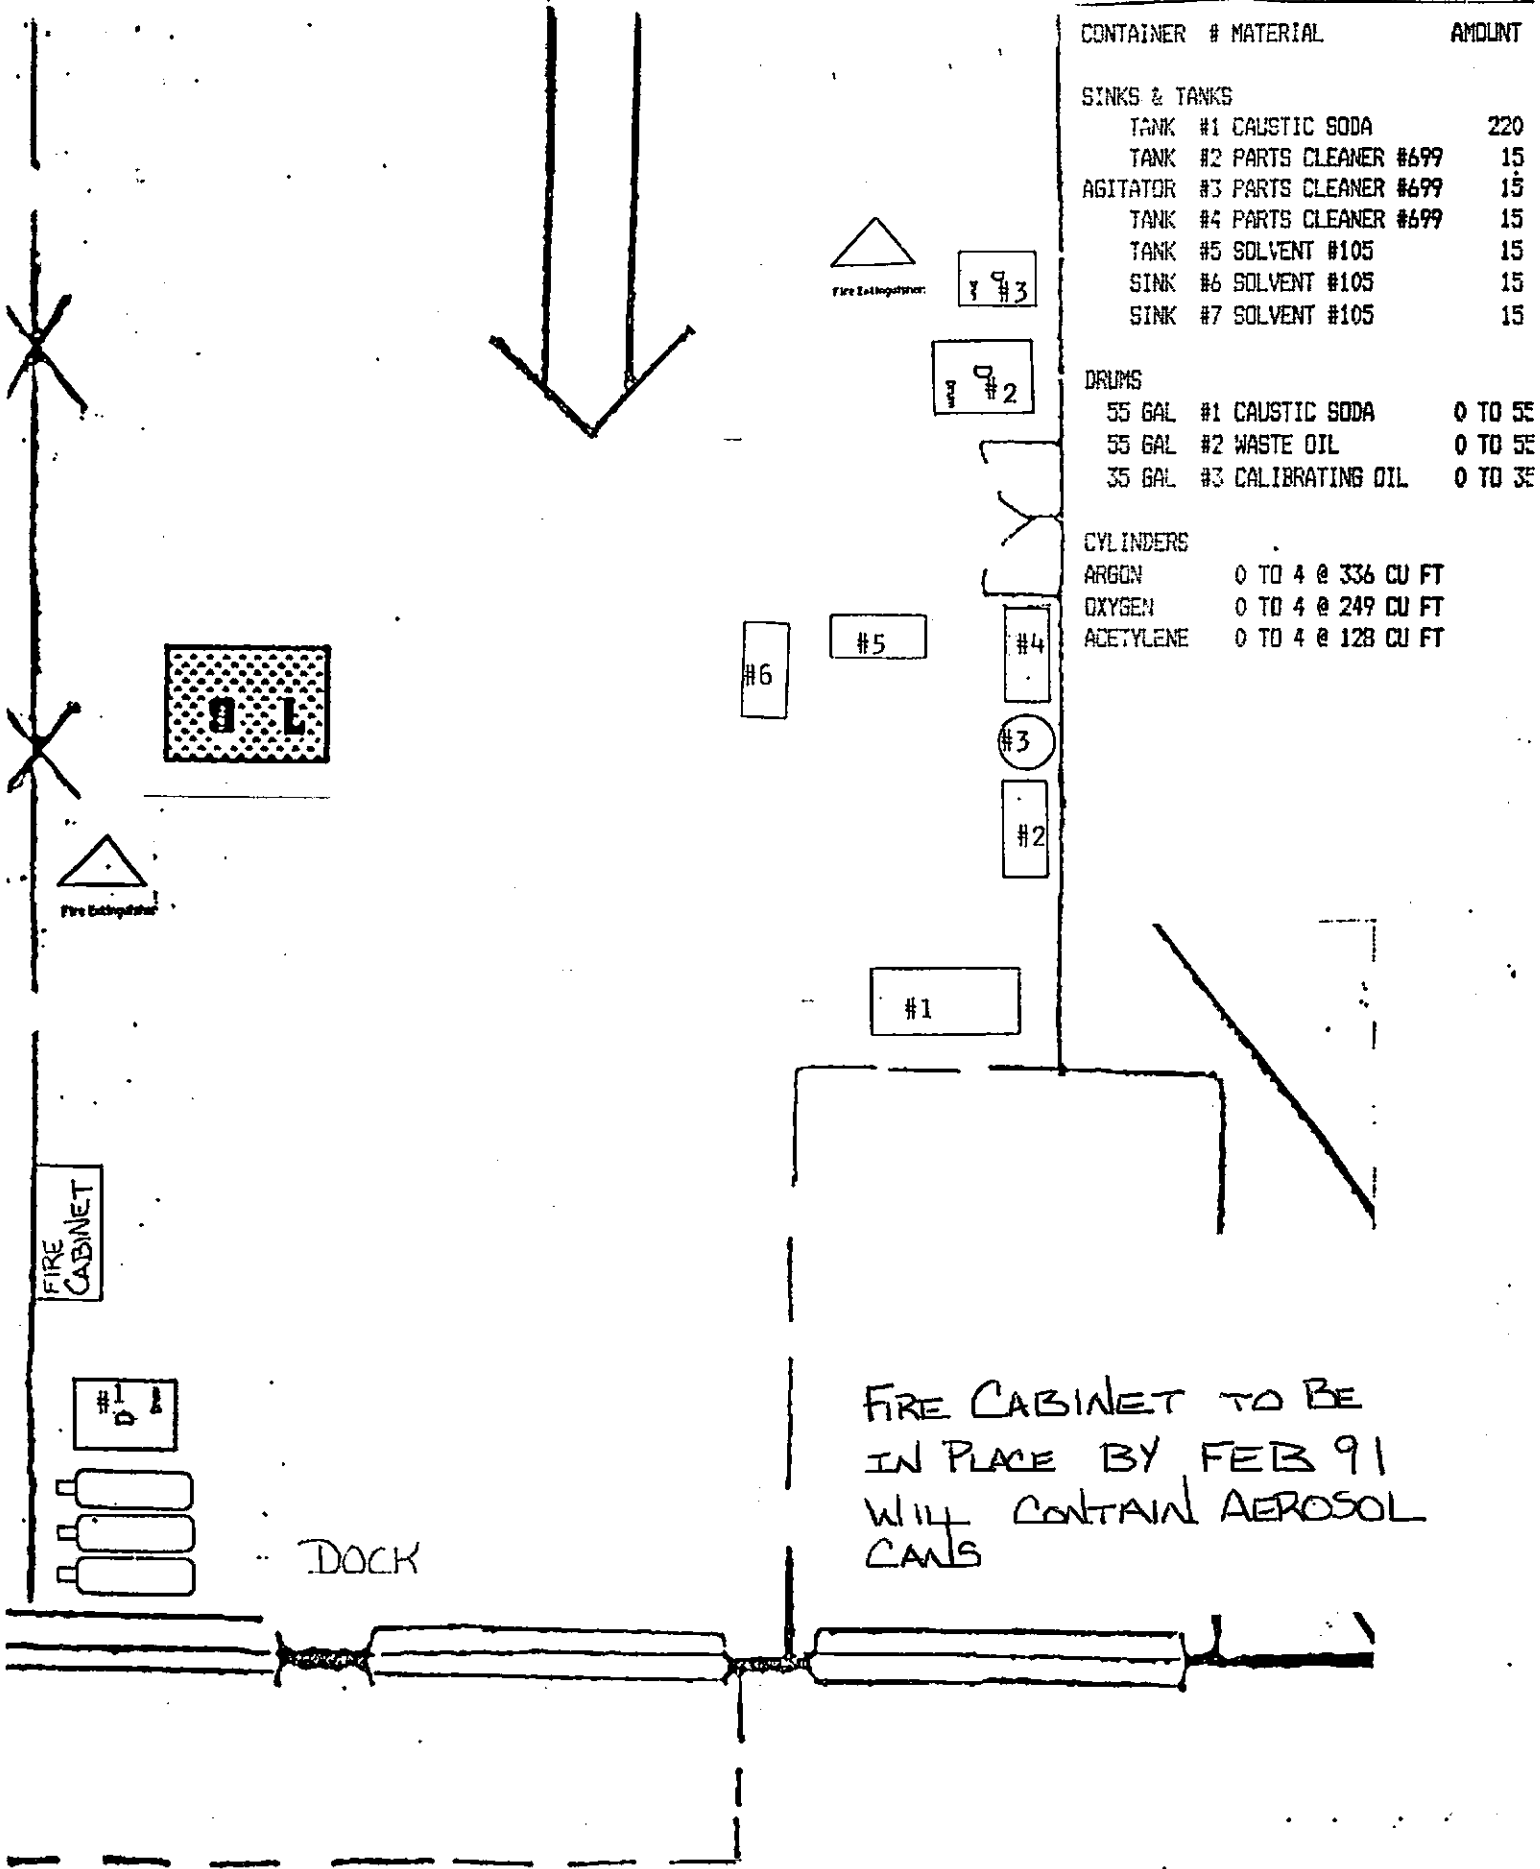 CONTAINER # MATERIAL AMOUNT
SINKS & TANKS
TANK #1 CAUSTIC SODA 220
TANK #2 PARTS CLEANER #699 15
AGITATOR #3 PARTS CLEANER #699 15
TANK #4 PARTS CLEANER #699 15
TANK #5 SOLVENT #105 15
SINK #6 SOLVENT #105 15
SINK #7 SOLVENT #105 15
DRUMS
55 GAL #1 CAUSTIC SODA 0 TO 55
55 GAL #2 WASTE OIL 0 TO 55
35 GAL #3 CALIBRATING OIL 0 TO 35
CYLINDERS
ARGON 0 TO 4 @ 336 CU FT
OXYGEN 0 TO 4 @ 249 CU FT
ACETYLENE 0 TO 4 @ 128 CU FT
Fire Extinguisher
#3
#2
#4
#5
#6
#3
#2
Fire Extinguisher
#1
FIRE
CABINET
#1
DOCK
FIRE CABINET TO BE
IN PLACE BY FEB 91
WILL CONTAIN AEROSOL
CANS